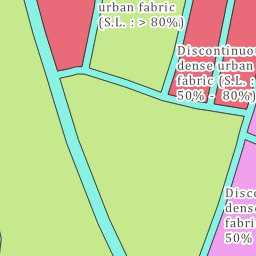 urban fabric
(S.L. : > 80%)
Discontinuou
dense urban
fabric (S.L. :
50% - 80%)
Disco
dense
fabri
50%